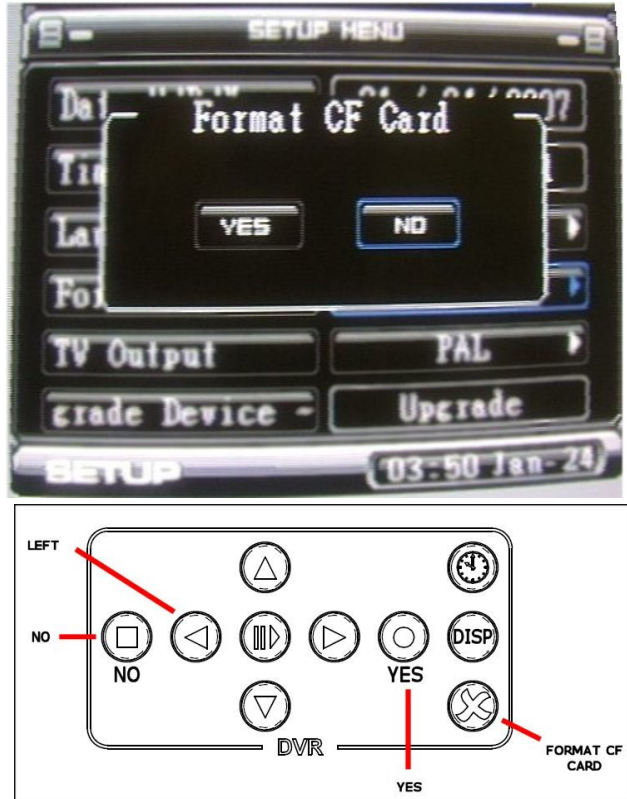 SETUP MENU
Format CF Card
YES NO
TV Output PAL
grade Device - Upgrade
SETUP 03:50 Jan-24
LEFT
NO
NO
DISP
YES
DVR
FORMAT CF
CARD
YES